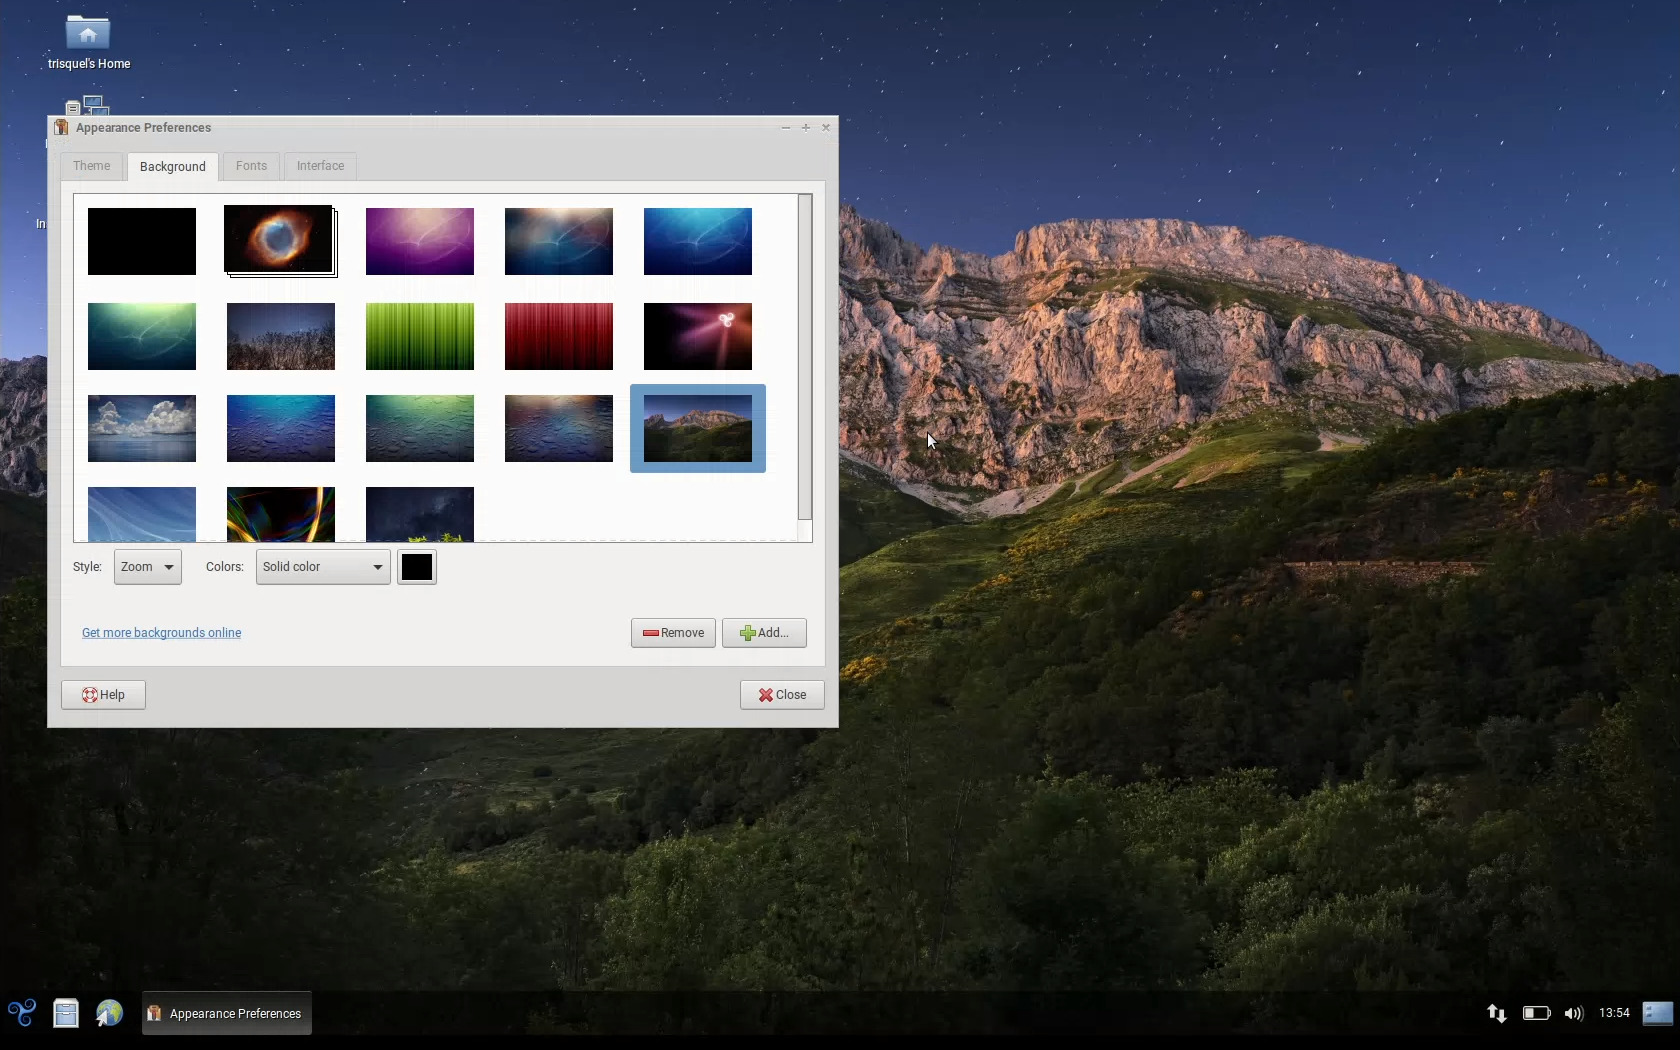 trisquel's Home
Appearance Preferences
Theme
Background
Fonts
Interface
In
Style:
Zoom
Colors:
Solid color
Get more backgrounds online
Remove
Add...
Help
Close
Appearance Preferences
13:54